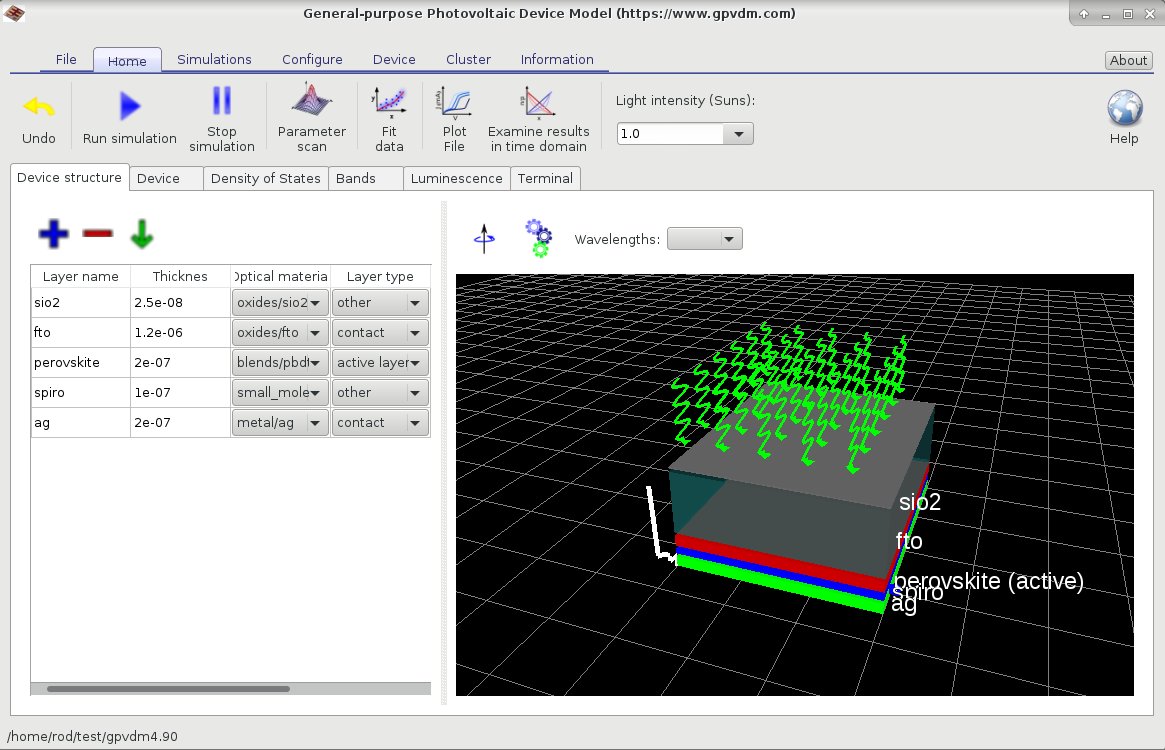 General-purpose Photovoltaic Device Model (https://www.gpvdm.com)
File Home Simulations Configure Device Cluster Information About
Undo
Run simulation
Stop
simulation
Parameter
scan
Fit
data
Plot
File
Examine results
in time domain
Light intensity (Suns):
1.0
Help
Device structure Device Density of States Bands Luminescence Terminal
Wavelengths:
Layer name Thicknes Optical materia Layer type
sio2 2.5e-08 oxides/sio2 other
fto 1.2e-06 oxides/fto contact
perovskite 2e-07 blends/pbdt active layer
spiro 1e-07 small_mole other
ag 2e-07 metal/ag contact
sio2
fto
perovskite (active)
spiro
ag
/home/rod/test/gpvdm4.90